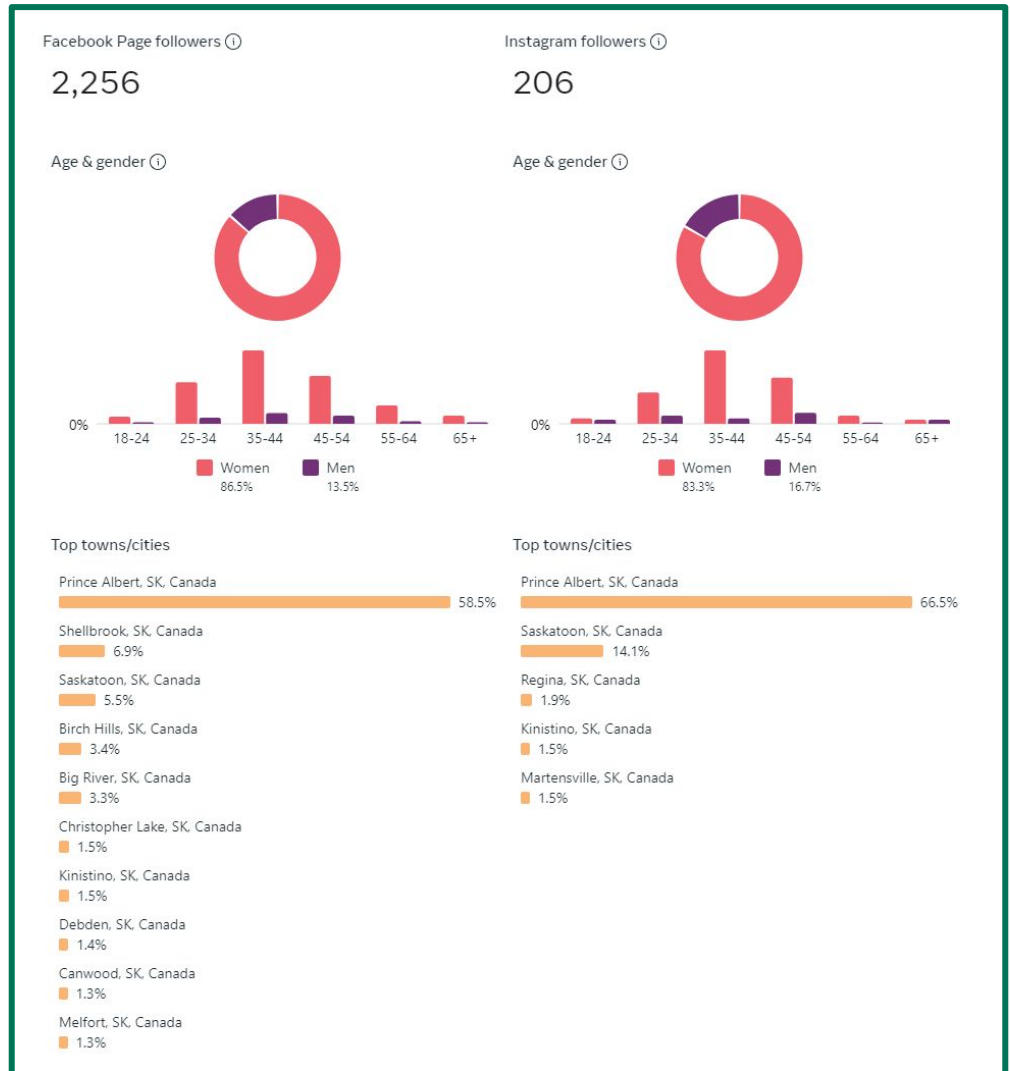 Facebook Page followers
2,256
Age & gender
0%
18-24 25-34 35-44 45-54 55-64 65+
Women
86.5%
Men
13.5%
Top towns/cities
Prince Albert, SK, Canada
58.5%
Shellbrook, SK, Canada
6.9%
Saskatoon, SK, Canada
5.5%
Birch Hills, SK, Canada
3.4%
Big River, SK, Canada
3.3%
Christopher Lake, SK, Canada
1.5%
Kinistino, SK, Canada
1.5%
Debden, SK, Canada
1.4%
Canwood, SK, Canada
1.3%
Melfort, SK, Canada
1.3%
Instagram followers
206
Age & gender
0%
18-24 25-34 35-44 45-54 55-64 65+
Women
83.3%
Men
16.7%
Top towns/cities
Prince Albert, SK, Canada
66.5%
Saskatoon, SK, Canada
14.1%
Regina, SK, Canada
1.9%
Kinistino, SK, Canada
1.5%
Martensville, SK, Canada
1.5%